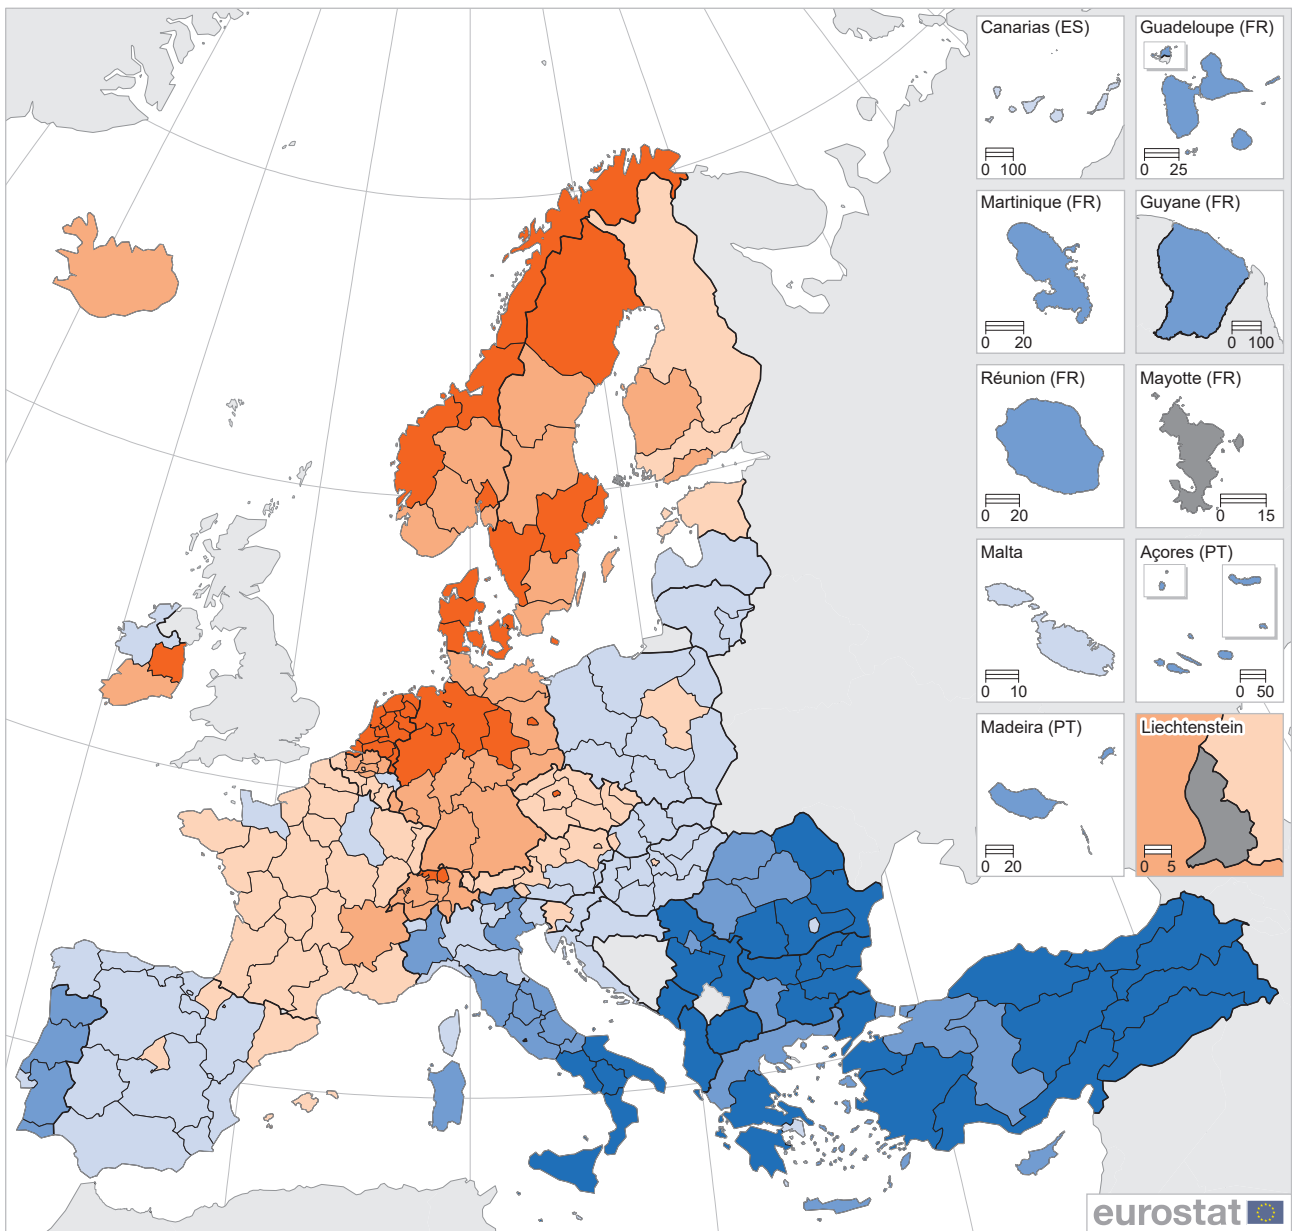 Canarias (ES)
0 100
Guadeloupe (FR)
0 25
Martinique (FR)
0 20
Guyane (FR)
0 100
Réunion (FR)
0 20
Mayotte (FR)
0 15
Malta
0 10
Açores (PT)
0 50
Madeira (PT)
0 20
Liechtenstein
0 5
eurostat